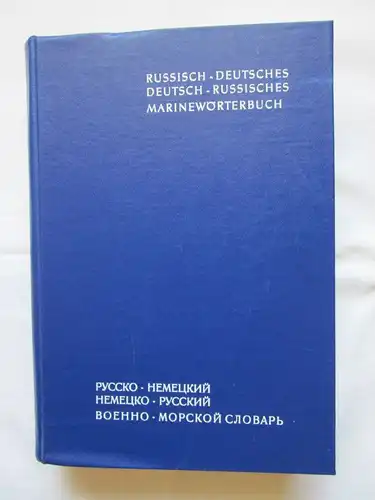 RUSSISCH - DEUTSCHES
DEUTSCH - RUSSISCHES
MARINEWÖRTERBUCH
РУССКО - НЕМЕЦКИЙ
НЕМЕЦКО - РУССКИЙ
ВОЕННО - МОРСКОЙ СЛОВАРЬ